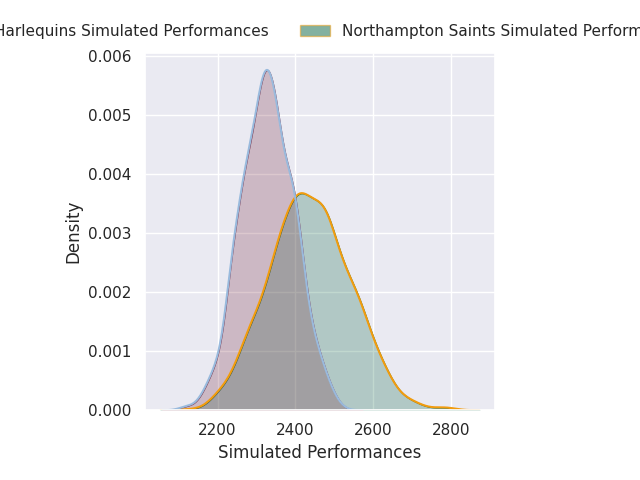 Harlequins Simulated Performances
Northampton Saints Simulated Perform
0.006
0.005
0.004
0.003
0.002
0.001
0.000
Density
2200 2400 2600 2800
Simulated Performances